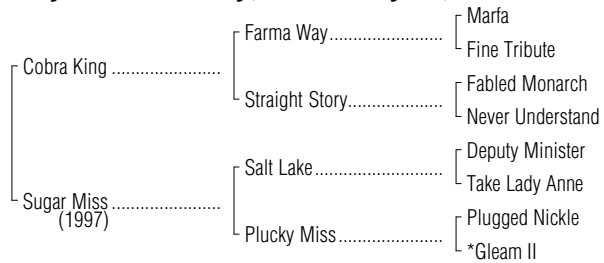 Marfa
Farma Way
Fine Tribute
Cobra King
Fabled Monarch
Straight Story
Never Understand
Deputy Minister
Salt Lake
Take Lady Anne
Sugar Miss
(1997)
Plugged Nickle
Plucky Miss
*Gleam II